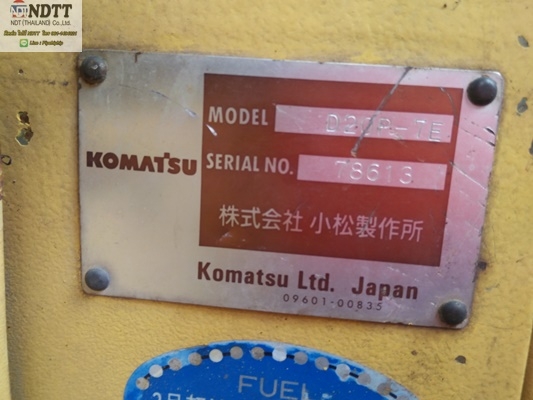 NDTT
NDT (THAILAND) Co., Ltd.
MODEL D20P-7E
KOMATSU
SERIAL NO. 78613
株式会社 小松製作所
Komatsu Ltd. Japan
09601-00835
FUEL